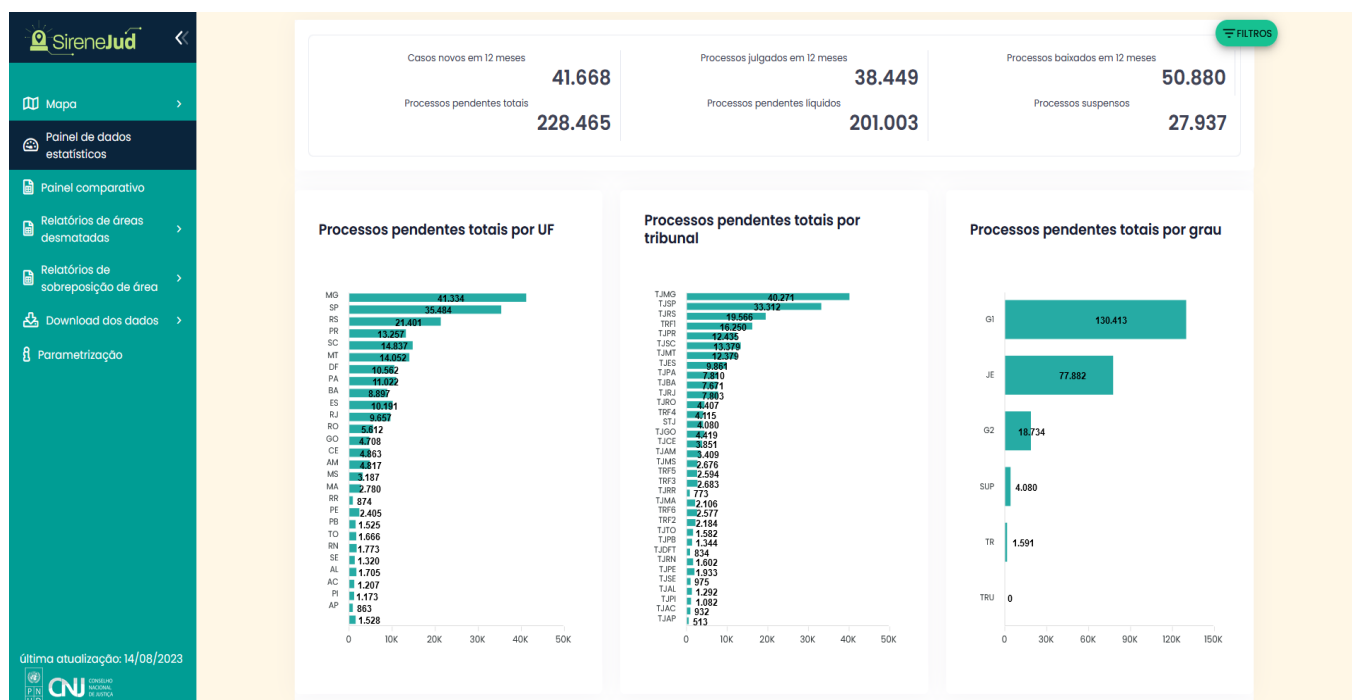 SireneJud
Mapa
Painel de dados
estatísticos
Painel comparativo
Relatórios de áreas
desmatadas
Relatórios de
sobreposição de área
Download dos dados
Parametrização
última atualização: 14/08/2023
CNJ CONSELHO
NACIONAL
DE JUSTIÇA
FILTROS
Casos novos em 12 meses
41.668
Processos julgados em 12 meses
38.449
Processos baixados em 12 meses
50.880
Processos pendentes totais
228.465
Processos pendentes líquidos
201.003
Processos suspensos
27.937
Processos pendentes totais por UF
MG 41.334
SP 35.484
RS 21.401
PR 13.257
SC 14.837
MT 14.052
DF 10.562
PA 11.022
BA 8.897
ES 10.191
RJ 9.657
RO 5.612
GO 4.708
CE 4.863
AM 4.817
MS 3.187
MA 2.780
RR 874
PE 2.405
PB 1.525
TO 1.666
RN 1.773
SE 1.320
AL 1.705
AC 1.207
PI 1.173
AP 863
1.528
0 10K 20K 30K 40K 50K
Processos pendentes totais por
tribunal
TJMG 40.271
TJSP 33.312
TJRS 19.566
TRF1 16.250
TJPR 12.435
TJSC 13.379
TJMT 12.379
TJES 9.861
TJPA 7.810
TJBA 7.671
TJRJ 7.803
TJRO 4.407
TRF4 4.115
STJ 4.080
TJGO 4.419
TJCE 3.851
TJAM 3.409
TJMS 2.676
TRF5 2.594
TRF3 2.683
TJRR 773
TJMA 2.106
TRF6 2.577
TRF2 2.184
TJTO 1.582
TJPB 1.344
TJDFT 834
TJRN 1.602
TJPE 1.933
TJSE 975
TJAL 1.292
TJPI 1.082
TJAC 932
TJAP 513
0 10K 20K 30K 40K 50K
Processos pendentes totais por grau
G1 130.413
JE 77.882
G2 18.734
SUP 4.080
TR 1.591
TRU 0
0 30K 60K 90K 120K 150K